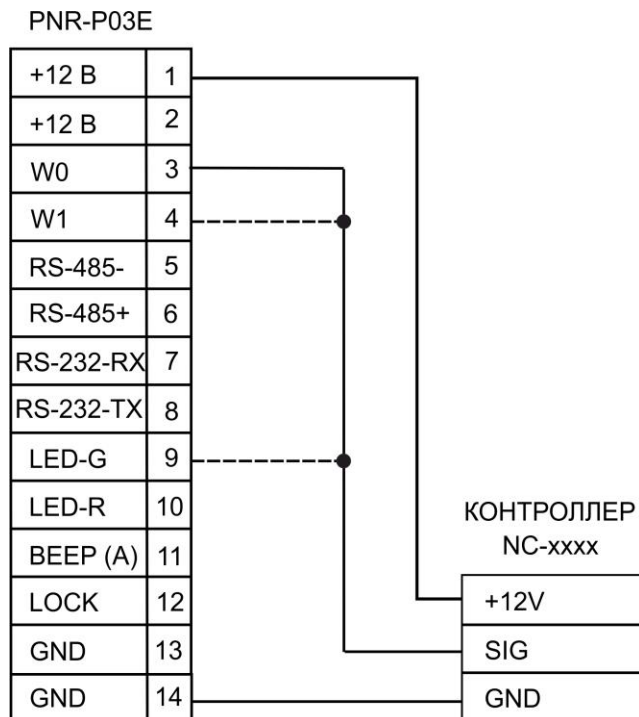 PNR-P03E
+12 В 1
+12 В 2
W0 3
W1 4
RS-485- 5
RS-485+ 6
RS-232-RX 7
RS-232-TX 8
LED-G 9
LED-R 10
BEEP (A) 11
LOCK 12
GND 13
GND 14
КОНТРОЛЛЕР
NC-xxxx
+12V
SIG
GND